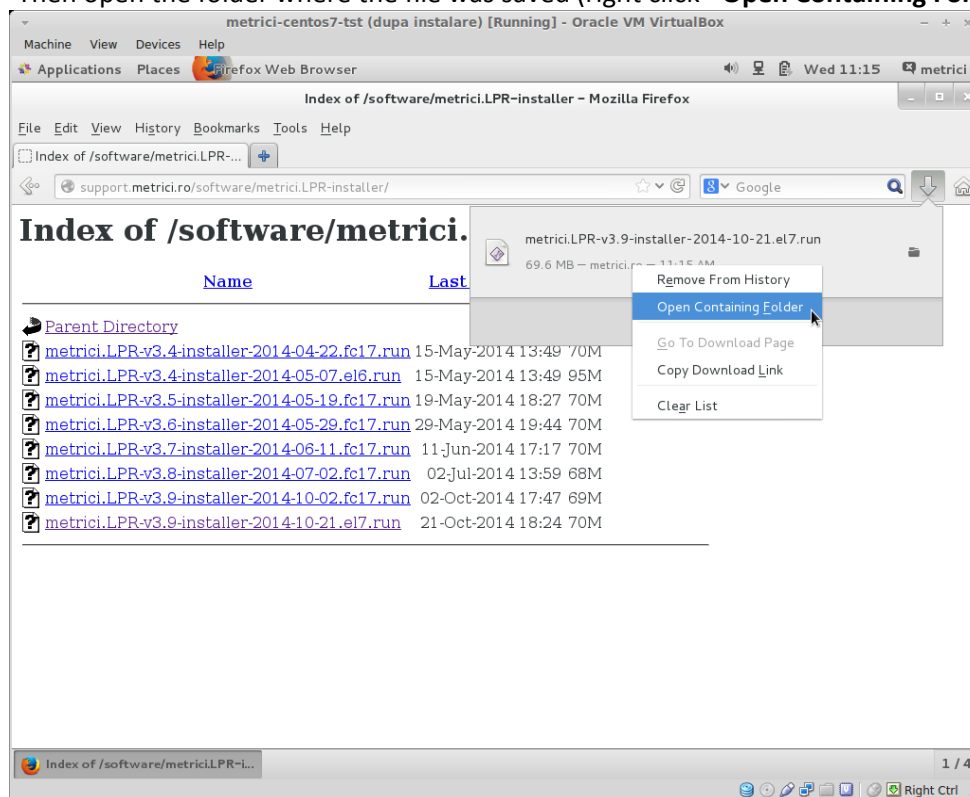 Then open the folder where the file was saved (right click "Open Containing Fo
metrici-centos7-tst (dupa instalare) [Running] - Oracle VM VirtualBox
Machine View Devices Help
Applications Places Firefox Web Browser Wed 11:15 metrici
Index of /software/metrici.LPR-installer - Mozilla Firefox
File Edit View History Bookmarks Tools Help
Index of /software/metrici.LPR-...
support.metrici.ro/software/metrici.LPR-installer/ Google
Index of /software/metrici.
metrici.LPR-v3.9-installer-2014-10-21.el7.run
69.6 MB — metrici.ro — 11:15 AM
Remove From History
Open Containing Folder
Go To Download Page
Copy Download Link
Clear List
Name Last
Parent Directory
metrici.LPR-v3.4-installer-2014-04-22.fc17.run 15-May-2014 13:49 70M
metrici.LPR-v3.4-installer-2014-05-07.el6.run 15-May-2014 13:49 95M
metrici.LPR-v3.5-installer-2014-05-19.fc17.run 19-May-2014 18:27 70M
metrici.LPR-v3.6-installer-2014-05-29.fc17.run 29-May-2014 19:44 70M
metrici.LPR-v3.7-installer-2014-06-11.fc17.run 11-Jun-2014 17:17 70M
metrici.LPR-v3.8-installer-2014-07-02.fc17.run 02-Jul-2014 13:59 68M
metrici.LPR-v3.9-installer-2014-10-02.fc17.run 02-Oct-2014 17:47 69M
metrici.LPR-v3.9-installer-2014-10-21.el7.run 21-Oct-2014 18:24 70M
Index of /software/metrici.LPR-i... 1 / 4
Right Ctrl